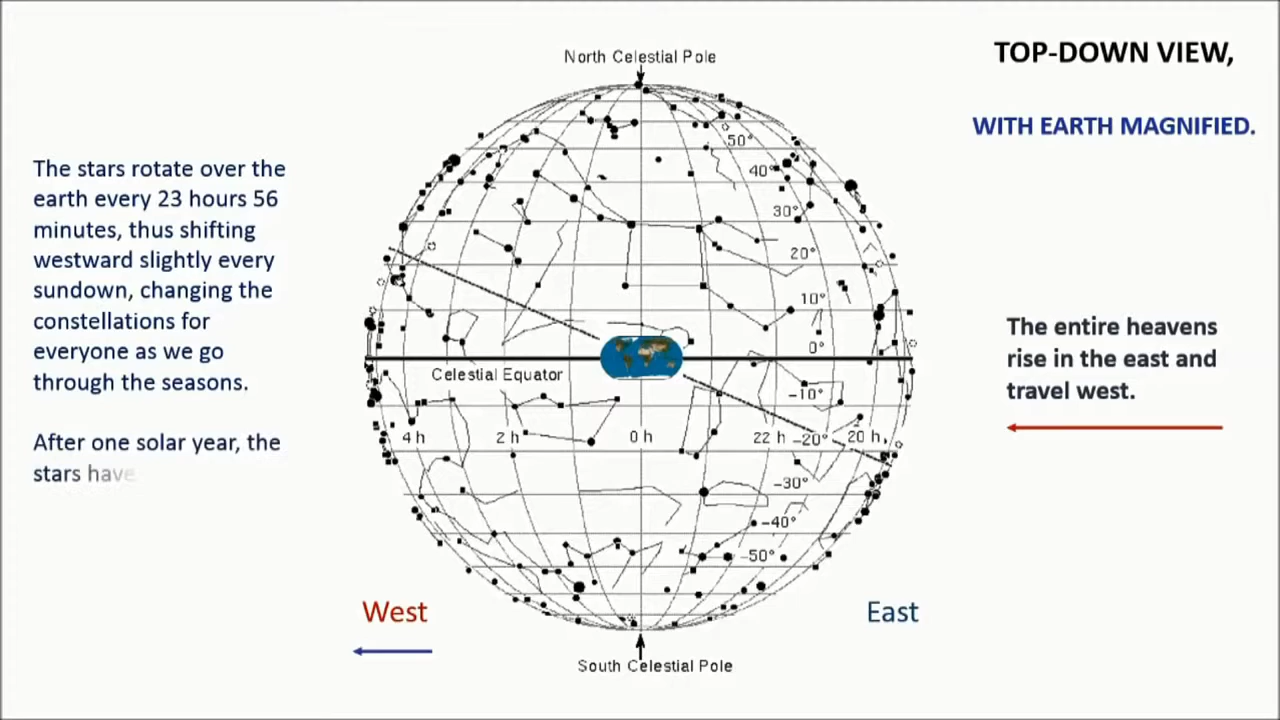 TOP-DOWN VIEW,
WITH EARTH MAGNIFIED.
The stars rotate over the
earth every 23 hours 56
minutes, thus shifting
westward slightly every
sundown, changing the
constellations for
everyone as we go
through the seasons.
After one solar year, the
stars have
North Celestial Pole
50°
40°
30°
20°
10°
0°
Celestial Equator
−10°
4 h
2 h
0 h
22 h
−20°
20 h
−30°
−40°
−50°
South Celestial Pole
West
East
The entire heavens
rise in the east and
travel west.